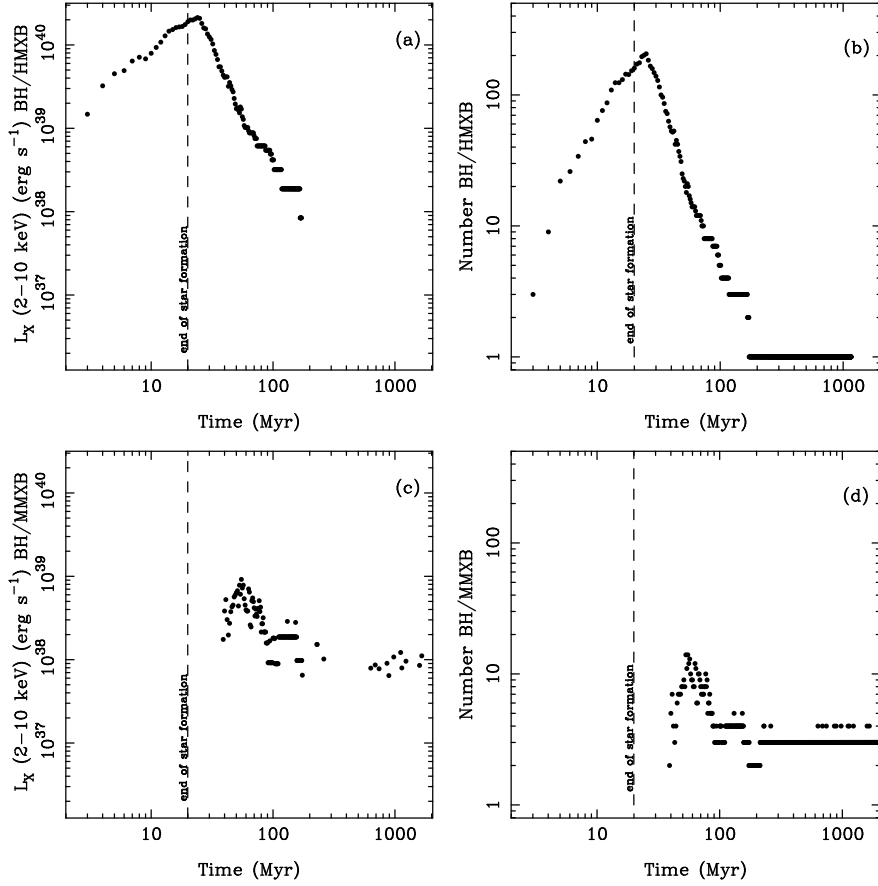 (a)
L_X (2−10 keV) (erg s^−1) BH/HMXB
10^40
10^39
10^38
10^37
end of star formation
10
100
1000
Time (Myr)
(b)
Number BH/HMXB
100
10
1
end of star formation
10
100
1000
Time (Myr)
(c)
L_X (2−10 keV) (erg s^−1) BH/MMXB
10^40
10^39
10^38
10^37
end of star formation
10
100
1000
Time (Myr)
(d)
Number BH/MMXB
100
10
1
end of star formation
10
100
1000
Time (Myr)